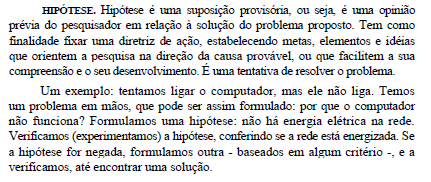 HIPÓTESE. Hipótese é uma suposição provisória, ou seja, é uma opinião
prévia do pesquisador em relação à solução do problema proposto. Tem como
finalidade fixar uma diretriz de ação, estabelecendo metas, elementos e idéias
que orientem a pesquisa na direção da causa provável, ou que facilitem a sua
compreensão e o seu desenvolvimento. É uma tentativa de resolver o problema.
Um exemplo: tentamos ligar o computador, mas ele não liga. Temos
um problema em mãos, que pode ser assim formulado: por que o computador
não funciona? Formulamos uma hipótese: não há energia elétrica na rede.
Verificamos (experimentamos) a hipótese, conferindo se a rede está energizada. Se
a hipótese for negada, formulamos outra - baseados em algum critério -, e a
verificamos, até encontrar uma solução.